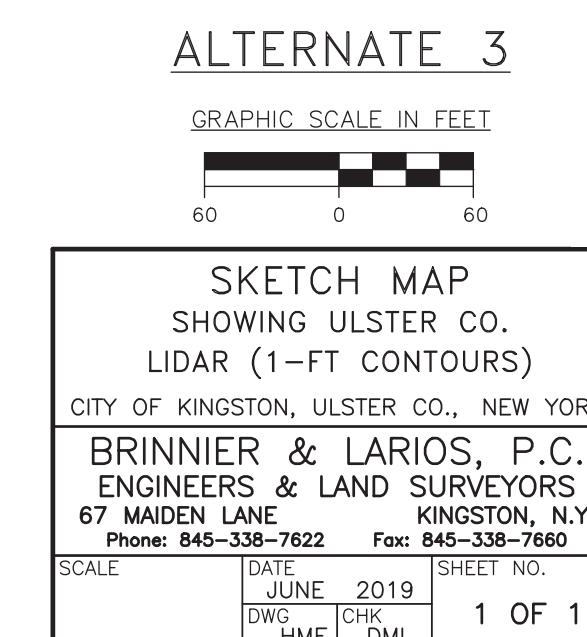 ALTERNATE 3
GRAPHIC SCALE IN FEET
60 0 60
SKETCH MAP
SHOWING ULSTER CO.
LIDAR (1-FT CONTOURS)
CITY OF KINGSTON, ULSTER CO., NEW YOR
BRINNIER & LARIOS, P.C.
ENGINEERS & LAND SURVEYORS
67 MAIDEN LANE KINGSTON, N.Y
Phone: 845-338-7622 Fax: 845-338-7660
SCALE DATE SHEET NO.
JUNE 2019
1 OF 1
DWG CHK